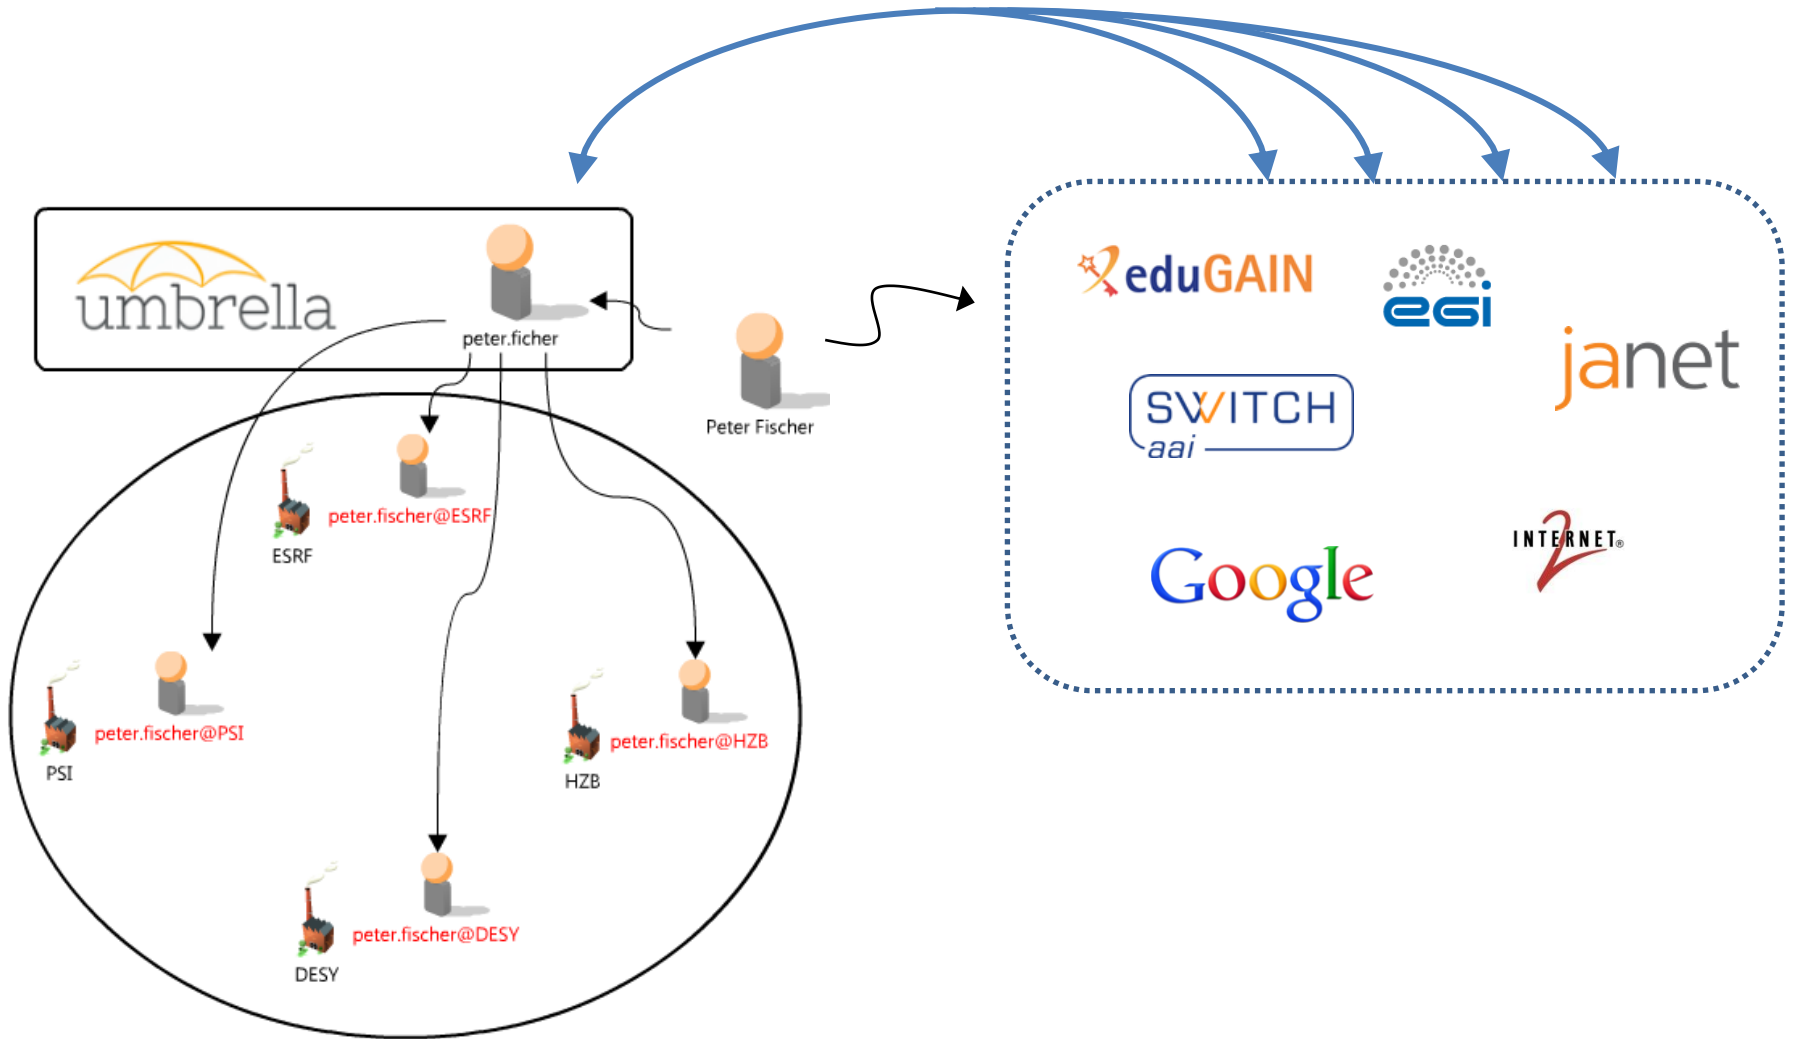 umbrella
peter.ficher
Peter Fischer
ESRF
peter.fischer@ESRF
PSI
peter.fischer@PSI
HZB
peter.fischer@HZB
DESY
peter.fischer@DESY
eduGAIN
egi
janet
SWITCH
aai
Google
INTERNET®
2